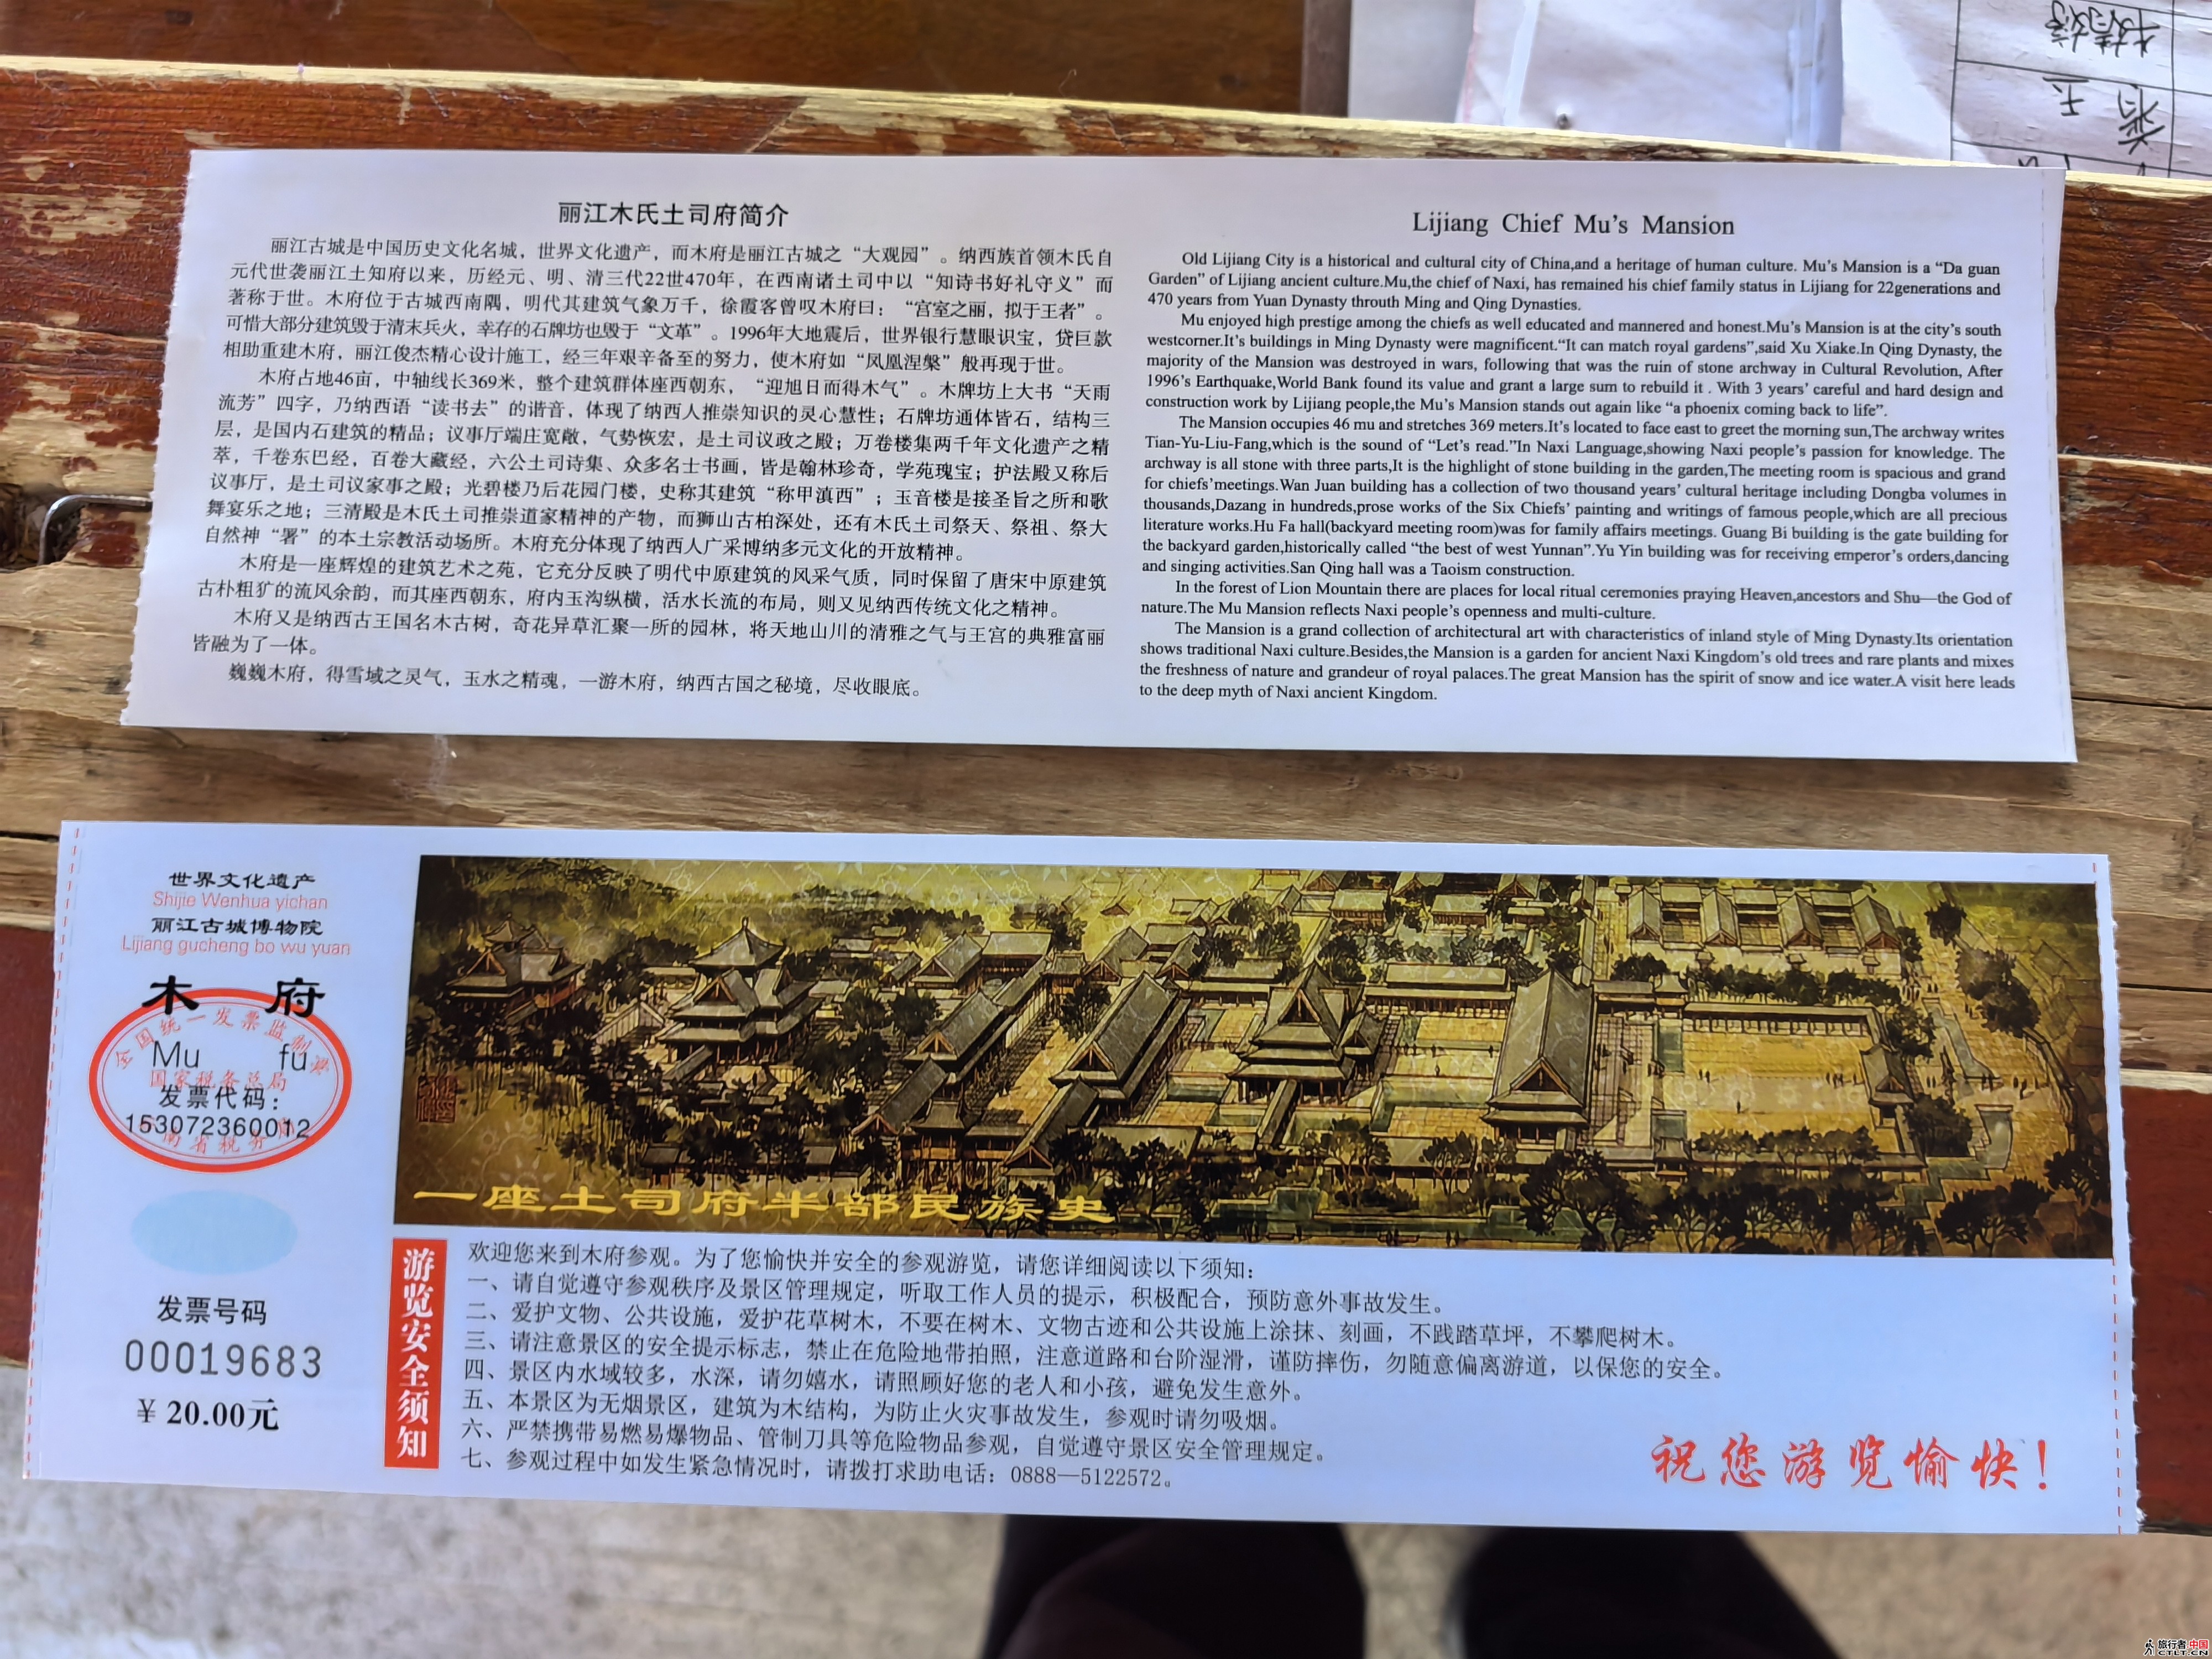 丽江木氏土司府简介
丽江古城是中国历史文化名城，世界文化遗产，而木府是丽江古城之“大观园”。纳西族首领木氏自
元代世袭丽江土知府以来，历经元、明、清三代22世470年，在西南诸土司中以“知诗书好礼守义”而
著称于世。木府位于古城西南隅，明代其建筑气象万千，徐霞客曾叹木府曰：“宫室之丽，拟于王者”。
可惜大部分建筑毁于清末兵火，幸存的石牌坊也毁于“文革”。1996年大地震后，世界银行慧眼识宝，贷巨款
相助重建木府，丽江俊杰精心设计施工，经三年艰辛备至的努力，使木府如“凤凰涅槃”般再现于世。
木府占地46亩，中轴线长369米，整个建筑群体座西朝东，“迎旭日而得木气”。木牌坊上大书“天雨
流芳”四字，乃纳西语“读书去”的谐音，体现了纳西人推崇知识的灵心慧性；石牌坊通体皆石，结构三
层，是国内石建筑的精品；议事厅端庄宽敞，气势恢宏，是土司议政之殿；万卷楼集两千年文化遗产之精
萃，千卷东巴经，百卷大藏经，六公土司诗集、众多名士书画，皆是翰林珍奇，学苑瑰宝；护法殿又称后
议事厅，是土司议家事之殿；光碧楼乃后花园门楼，史称其建筑“称甲滇西”；玉音楼是接圣旨之所和歌
舞宴乐之地；三清殿是木氏土司推崇道家精神的产物，而狮山古柏深处，还有木氏土司祭天、祭祖、祭大
自然神“署”的本土宗教活动场所。木府充分体现了纳西人广采博纳多元文化的开放精神。
木府是一座辉煌的建筑艺术之苑，它充分反映了明代中原建筑的风采气质，同时保留了唐宋中原建筑
古朴粗犷的流风余韵，而其座西朝东，府内玉沟纵横，活水长流的布局，则又见纳西传统文化之精神。
木府又是纳西古王国名木古树，奇花异草汇聚一所的园林，将天地山川的清雅之气与王宫的典雅富丽
皆融为了一体。
巍巍木府，得雪域之灵气，玉水之精魂，一游木府，纳西古国之秘境，尽收眼底。
Lijiang Chief Mu's Mansion
Old Lijiang City is a historical and cultural city of China,and a heritage of human culture. Mu's Mansion is a “Da guan
Garden” of Lijiang ancient culture.Mu,the chief of Naxi, has remained his chief family status in Lijiang for 22generations and
470 years from Yuan Dynasty throuth Ming and Qing Dynasties.
Mu enjoyed high prestige among the chiefs as well educated and mannered and honest.Mu's Mansion is at the city's south
westcorner.It's buildings in Ming Dynasty were magnificent.“It can match royal gardens”,said Xu Xiake.In Qing Dynasty, the
majority of the Mansion was destroyed in wars, following that was the ruin of stone archway in Cultural Revolution, After
1996's Earthquake,World Bank found its value and grant a large sum to rebuild it . With 3 years' careful and hard design and
construction work by Lijiang people,the Mu's Mansion stands out again like “a phoenix coming back to life”.
The Mansion occupies 46 mu and stretches 369 meters.It's located to face east to greet the morning sun,The archway writes
Tian-Yu-Liu-Fang,which is the sound of “Let's read.”In Naxi Language,showing Naxi people's passion for knowledge. The
archway is all stone with three parts,It is the highlight of stone building in the garden,The meeting room is spacious and grand
for chiefs'meetings.Wan Juan building has a collection of two thousand years' cultural heritage including Dongba volumes in
thousands,Dazang in hundreds,prose works of the Six Chiefs' painting and writings of famous people,which are all precious
literature works.Hu Fa hall(backyard meeting room)was for family affairs meetings. Guang Bi building is the gate building for
the backyard garden,historically called “the best of west Yunnan”.Yu Yin building was for receiving emperor's orders,dancing
and singing activities.San Qing hall was a Taoism construction.
In the forest of Lion Mountain there are places for local ritual ceremonies praying Heaven,ancestors and Shu—the God of
nature.The Mu Mansion reflects Naxi people's openness and multi-culture.
The Mansion is a grand collection of architectural art with characteristics of inland style of Ming Dynasty.Its orientation
shows traditional Naxi culture.Besides,the Mansion is a garden for ancient Naxi Kingdom's old trees and rare plants and mixes
the freshness of nature and grandeur of royal palaces.The great Mansion has the spirit of snow and ice water.A visit here leads
to the deep myth of Naxi ancient Kingdom.
世界文化遗产
Shijie Wenhua yichan
丽江古城博物院
Lijiang gucheng bo wu yuan
木 府
全国统一发票监制章
Mu fu
国家税务总局
发票代码：
153072360012
南省税务
发票号码
00019683
￥20.00元
一座土司府半部民族史
游览安全须知
欢迎您来到木府参观。为了您愉快并安全的参观游览，请您详细阅读以下须知：
一、请自觉遵守参观秩序及景区管理规定，听取工作人员的提示，积极配合，预防意外事故发生。
二、爱护文物、公共设施，爱护花草树木，不要在树木、文物古迹和公共设施上涂抹、刻画，不践踏草坪，不攀爬树木。
三、请注意景区的安全提示标志，禁止在危险地带拍照，注意道路和台阶湿滑，谨防摔伤，勿随意偏离游道，以保您的安全。
四、景区内水域较多，水深，请勿嬉水，请照顾好您的老人和小孩，避免发生意外。
五、本景区为无烟景区，建筑为木结构，为防止火灾事故发生，参观时请勿吸烟。
六、严禁携带易燃易爆物品、管制刀具等危险物品参观，自觉遵守景区安全管理规定。
七、参观过程中如发生紧急情况时，请拨打求助电话：0888—5122572。
祝您游览愉快！
旅行者 中国
CTLT.CN